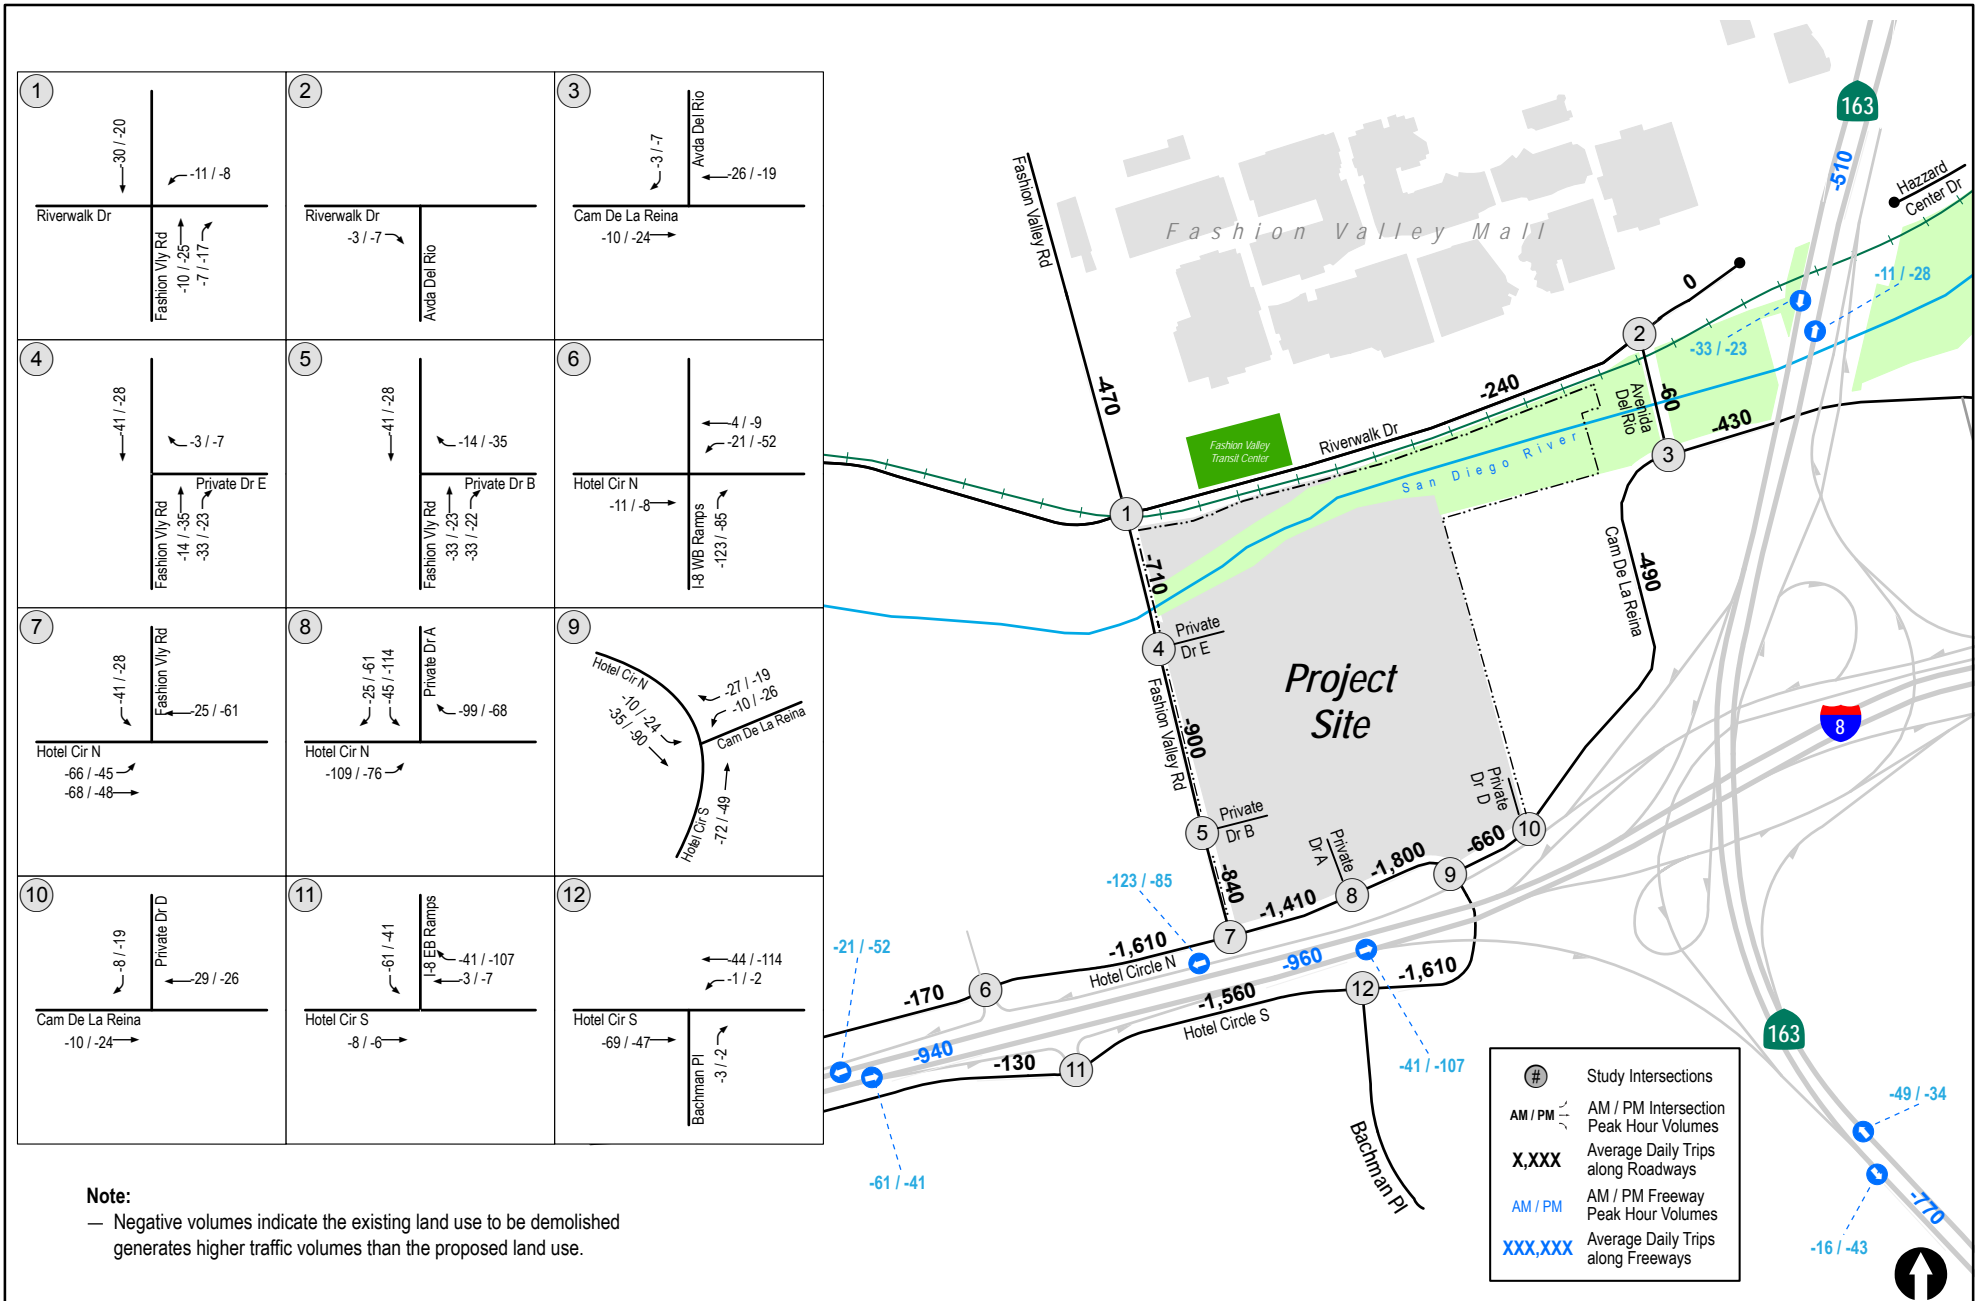 1
-30 / -20
-11 / -8
Riverwalk Dr
Fashion Vly Rd
-10 / -25
-7 / -17
2
Riverwalk Dr
-3 / -7
Avda Del Rio
3
-3 / -7
Avda Del Rio
-26 / -19
Cam De La Reina
-10 / -24
4
-41 / -28
-3 / -7
Private Dr E
Fashion Vly Rd
-14 / -35
-33 / -23
5
-41 / -28
-14 / -35
Private Dr B
Fashion Vly Rd
-33 / -23
-33 / -22
6
-4 / -9
-21 / -52
Hotel Cir N
-11 / -8
I-8 WB Ramps
-123 / -85
7
-41 / -28
Fashion Vly Rd
-25 / -61
Hotel Cir N
-66 / -45
-68 / -48
8
-25 / -61
-45 / -114
Private Dr A
-99 / -68
Hotel Cir N
-109 / -76
9
Hotel Cir N
-27 / -19
-10 / -26
-10 / -24
-35 / -90
Cam De La Reina
Hotel Cir S
-72 / -49
10
-8 / -19
Private Dr D
-29 / -26
Cam De La Reina
-10 / -24
11
-61 / -41
I-8 EB Ramps
-41 / -107
-3 / -7
Hotel Cir S
-8 / -6
12
-44 / -114
-1 / -2
Hotel Cir S
-69 / -47
Bachman Pl
-3 / -2
Note:
— Negative volumes indicate the existing land use to be demolished
generates higher traffic volumes than the proposed land use.
163
-510
Hazzard
Center Dr
Fashion Valley Rd
Fashion Valley Mall
-11 / -28
0
2
-33 / -23
-470
-240
Avenida
Del Rio
-60
-430
Fashion Valley
Transit Center
Riverwalk Dr
San Diego River
3
1
-710
Cam De La Reina
-490
Private
Dr E
4
Project
Site
Fashion Valley Rd
-900
8
Private
Dr D
5
Private
Dr B
10
Private
Dr A
-660
-1,800
9
-840
-123 / -85
8
-1,410
7
-21 / -52
-1,610
Hotel Circle N
-960
-1,610
6
12
-170
-1,560
Hotel Circle S
163
-940
-130
11
-41 / -107
-61 / -41
Bachman Pl
-49 / -34
-770
-16 / -43
# Study Intersections
AM / PM AM / PM Intersection
Peak Hour Volumes
X,XXX Average Daily Trips
along Roadways
AM / PM AM / PM Freeway
Peak Hour Volumes
XXX,XXX Average Daily Trips
along Freeways